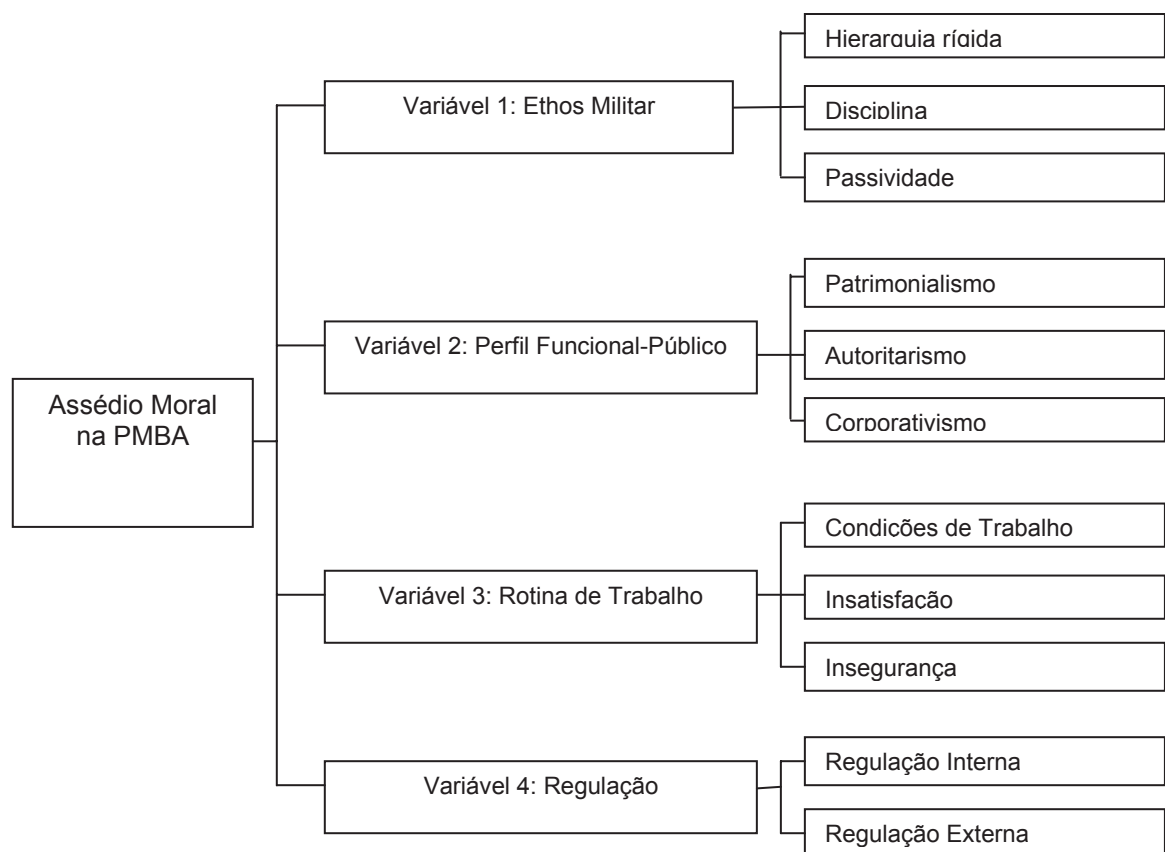 Assédio Moral
na PMBA
Variável 1: Ethos Militar
Hierarquia rígida
Disciplina
Passividade
Variável 2: Perfil Funcional-Público
Patrimonialismo
Autoritarismo
Corporativismo
Variável 3: Rotina de Trabalho
Condições de Trabalho
Insatisfação
Insegurança
Variável 4: Regulação
Regulação Interna
Regulação Externa